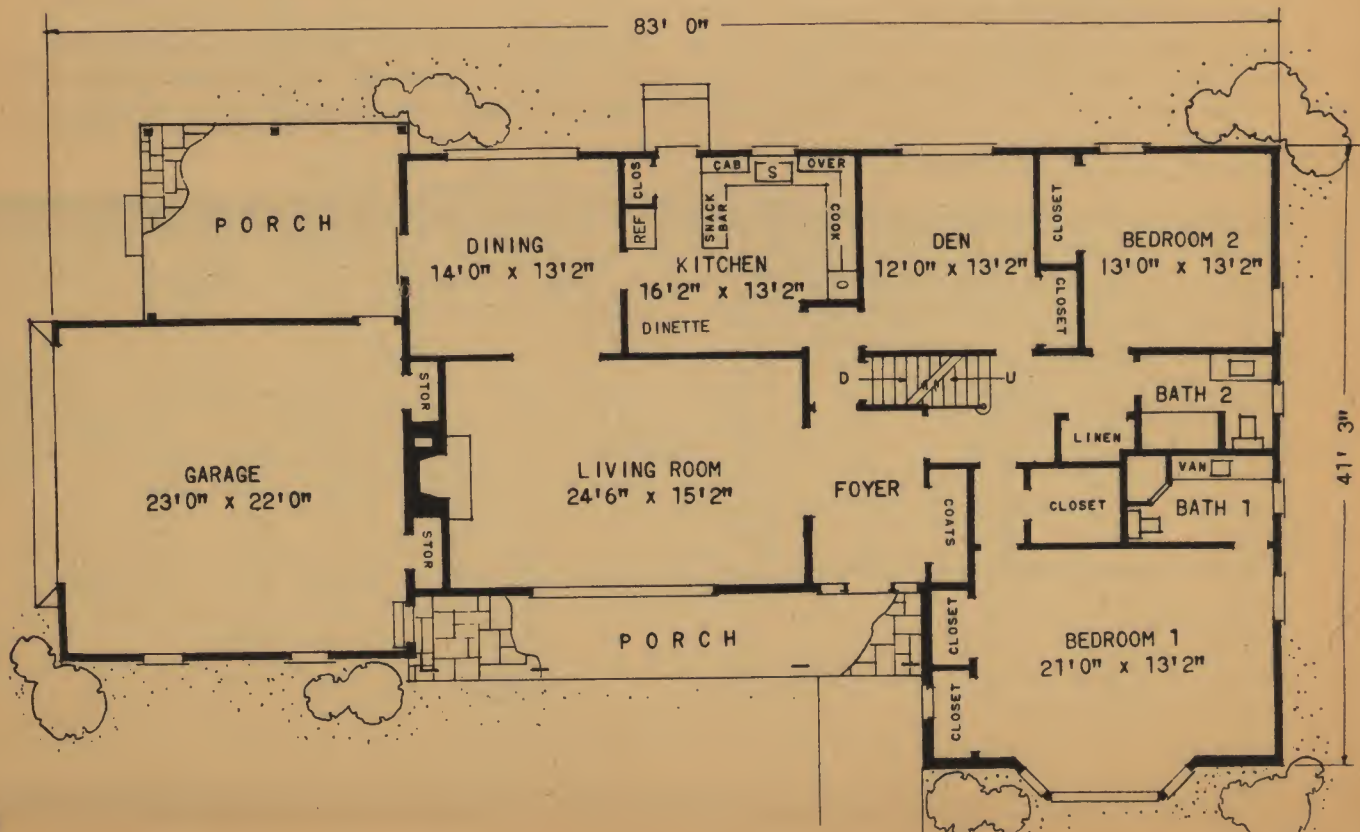 83' 0"
PORCH
DINING
14'0" x 13'2"
CLOS
REF
CAB
S
OVER
SNACK
BAR
COOK
O
KITCHEN
16'2" x 13'2"
DINETTE
DEN
12'0" x 13'2"
CLOSET
CLOSET
BEDROOM 2
13'0" x 13'2"
D
U
BATH 2
LINEN
41' 3"
STOR
GARAGE
23'0" x 22'0"
STOR
LIVING ROOM
24'6" x 15'2"
FOYER
COATS
CLOSET
VAN
BATH 1
PORCH
CLOSET
CLOSET
BEDROOM 1
21'0" x 13'2"